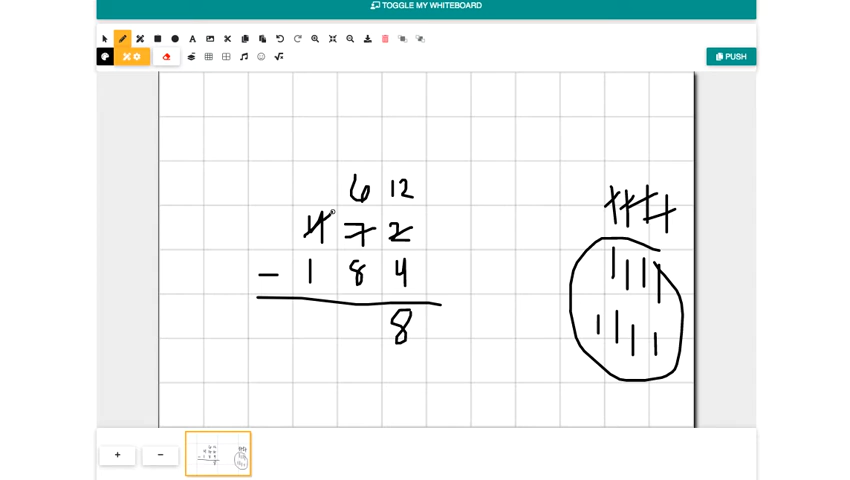 TOGGLE MY WHITEBOARD
A
PUSH
6 12
4 7 2
- 1 8 4
8
+ -